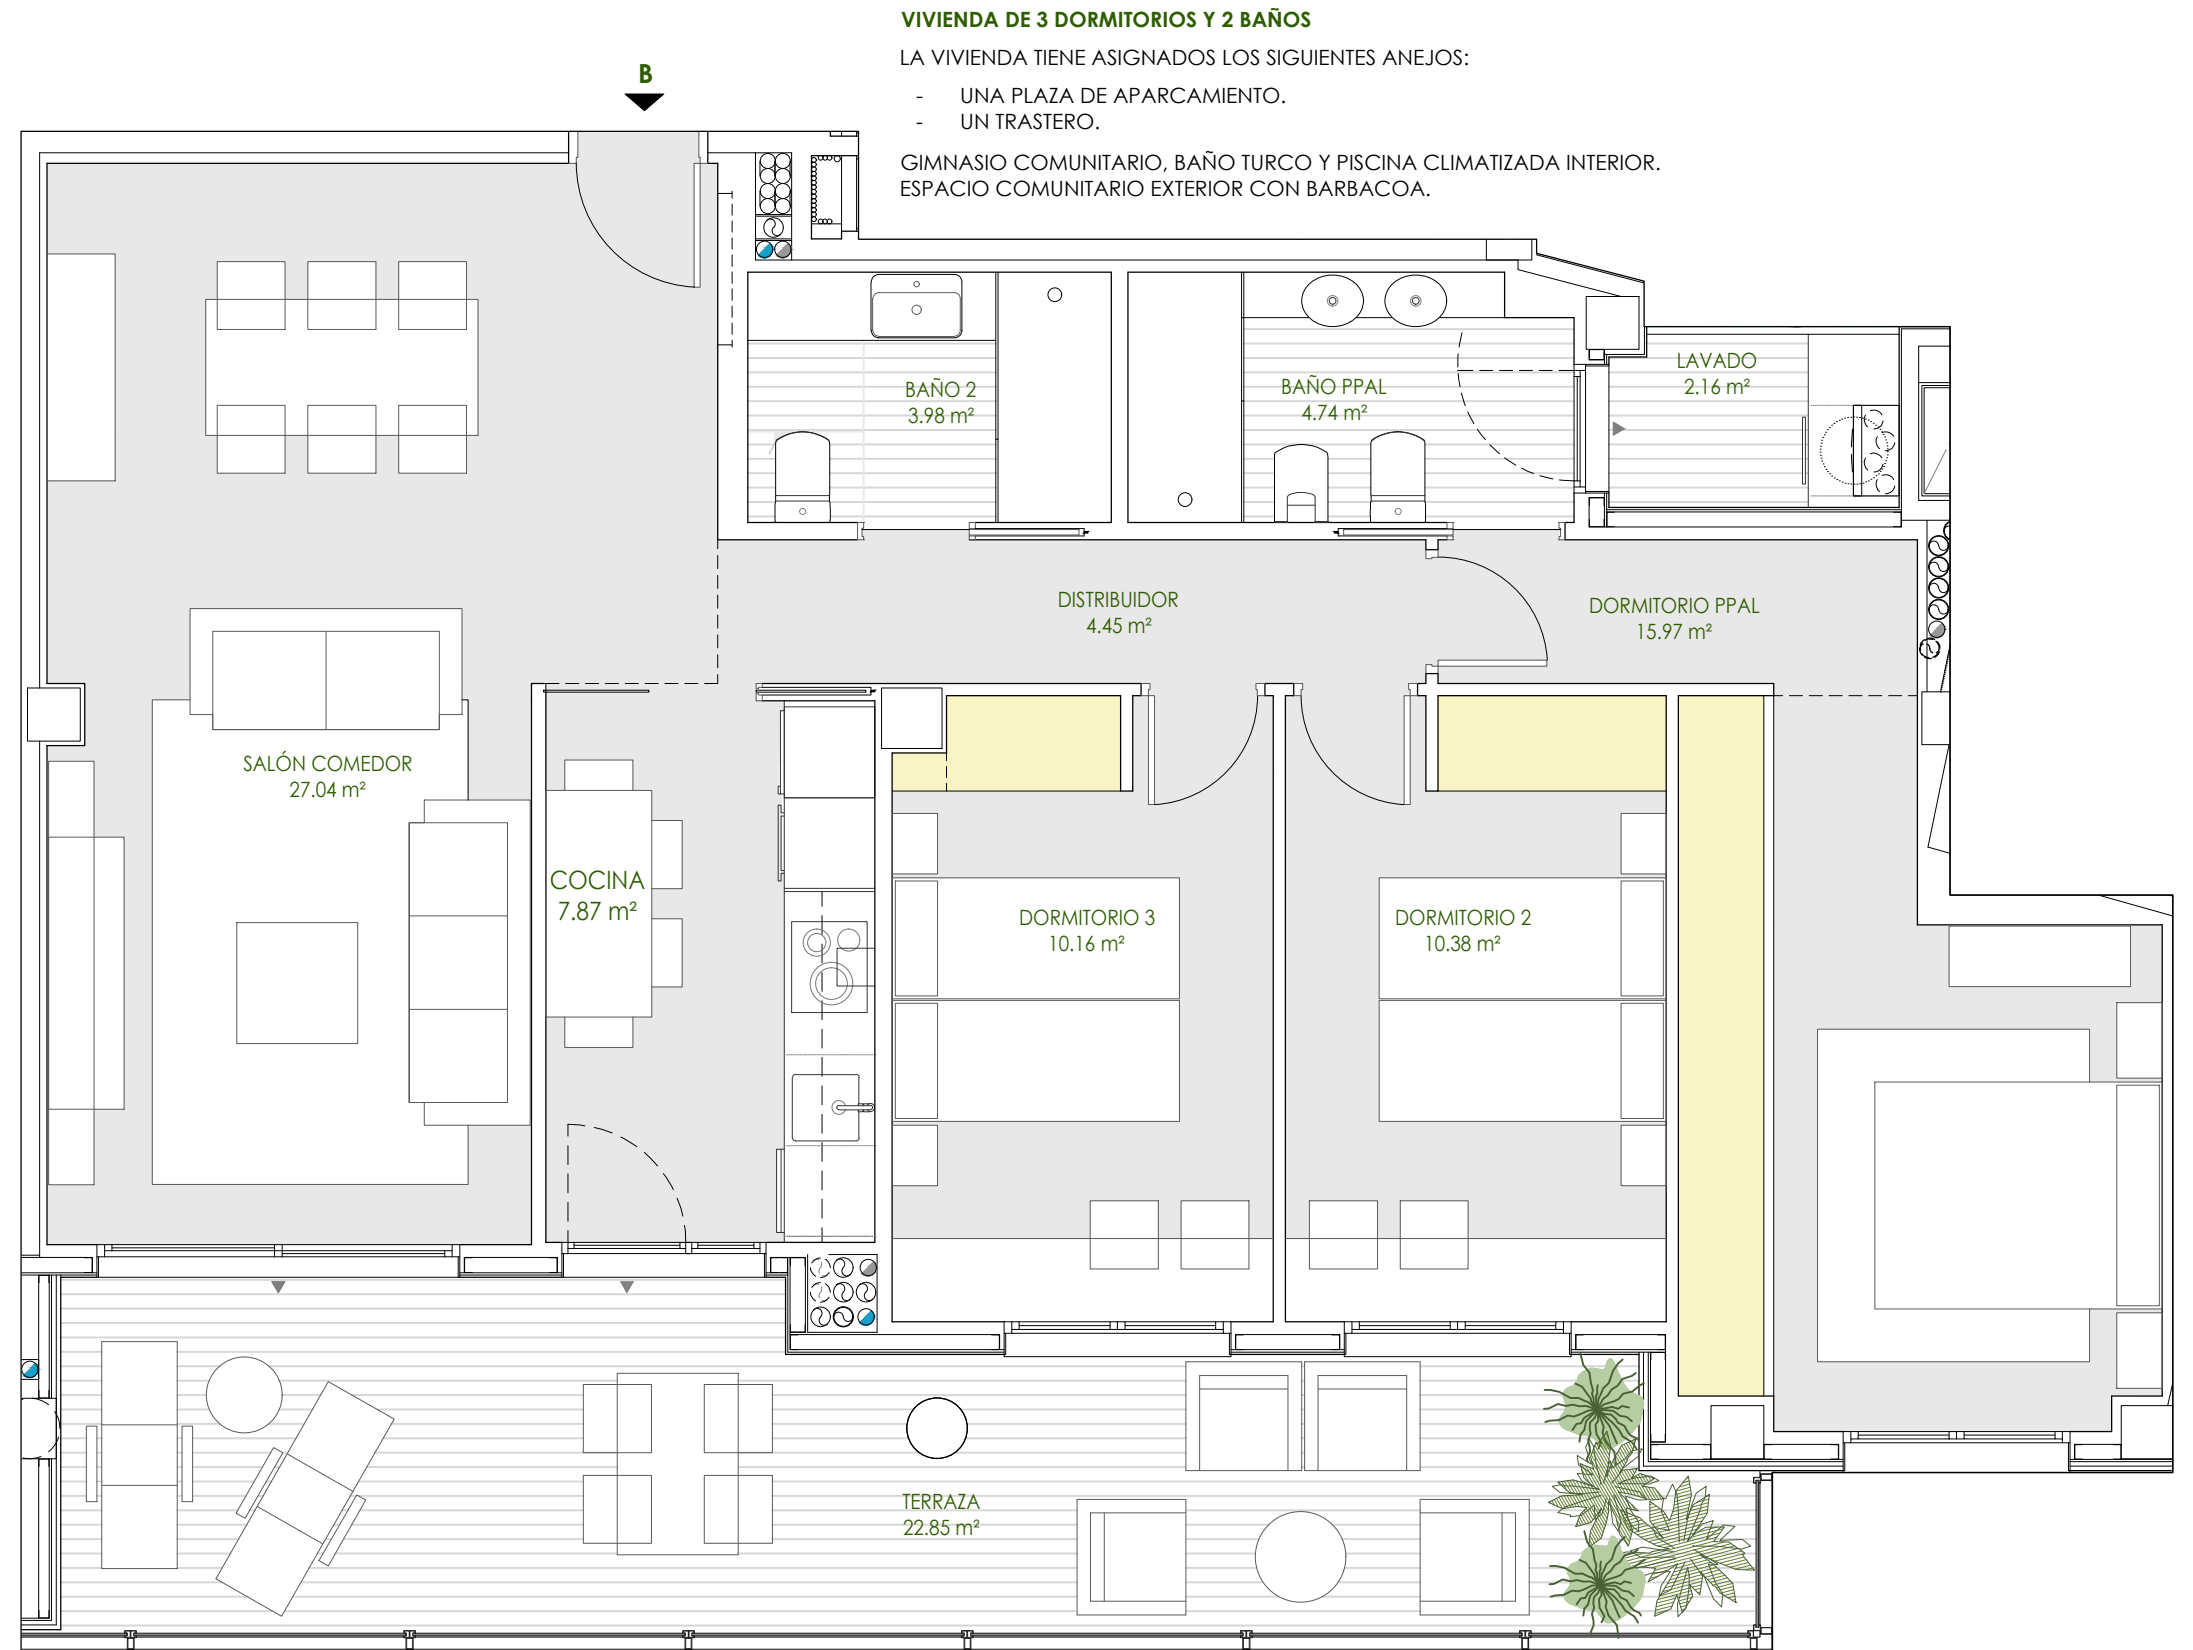 VIVIENDA DE 3 DORMITORIOS Y 2 BAÑOS
LA VIVIENDA TIENE ASIGNADOS LOS SIGUIENTES ANEJOS:
- UNA PLAZA DE APARCAMIENTO.
- UN TRASTERO.
GIMNASIO COMUNITARIO, BAÑO TURCO Y PISCINA CLIMATIZADA INTERIOR.
ESPACIO COMUNITARIO EXTERIOR CON BARBACOA.
B
BAÑO 2
3.98 m²
BAÑO PPAL
4.74 m²
LAVADO
2.16 m²
DISTRIBUIDOR
4.45 m²
DORMITORIO PPAL
15.97 m²
SALÓN COMEDOR
27.04 m²
COCINA
7.87 m²
DORMITORIO 3
10.16 m²
DORMITORIO 2
10.38 m²
TERRAZA
22.85 m²